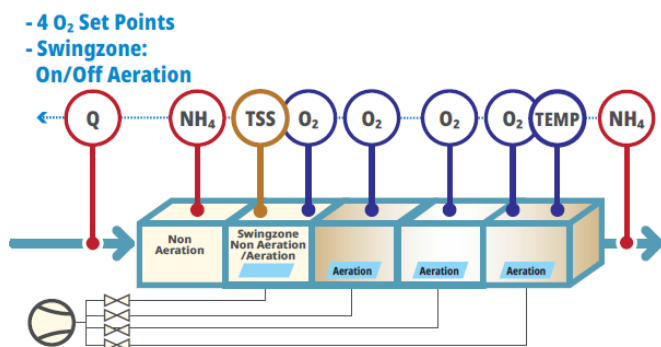 - 4 O₂ Set Points
- Swingzone:
On/Off Aeration
Q
NH₄
TSS
O₂
O₂
O₂
O₂
TEMP
NH₄
Non
Aeration
Swingzone
Non Aeration
/Aeration
Aeration
Aeration
Aeration